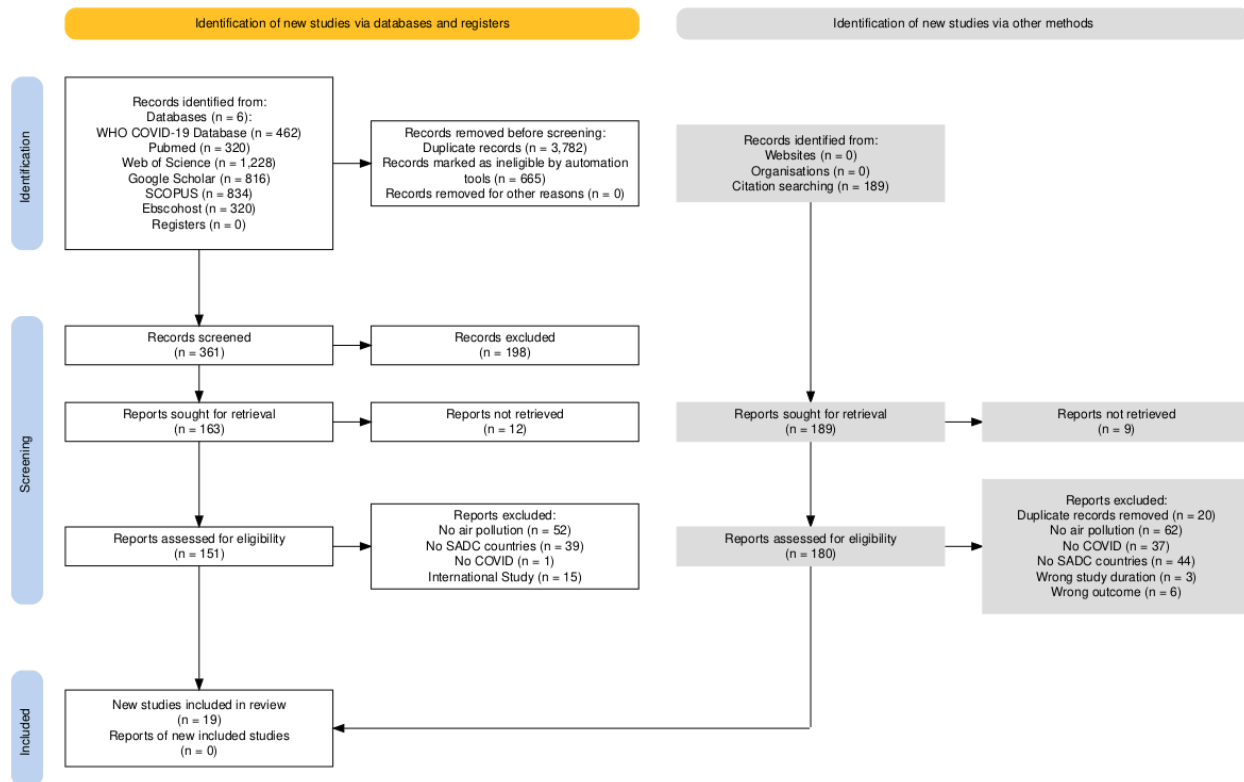 Identification of new studies via databases and registers
Identification of new studies via other methods
Identification
Records identified from:
Databases (n = 6):
WHO COVID-19 Database (n = 462)
Pubmed (n = 320)
Web of Science (n = 1,228)
Google Scholar (n = 816)
SCOPUS (n = 834)
Ebscohost (n = 320)
Registers (n = 0)
Records removed before screening:
Duplicate records (n = 3,782)
Records marked as ineligible by automation
tools (n = 665)
Records removed for other reasons (n = 0)
Records identified from:
Websites (n = 0)
Organisations (n = 0)
Citation searching (n = 189)
Screening
Records screened
(n = 361)
Records excluded
(n = 198)
Reports sought for retrieval
(n = 163)
Reports not retrieved
(n = 12)
Reports sought for retrieval
(n = 189)
Reports not retrieved
(n = 9)
Reports assessed for eligibility
(n = 151)
Reports excluded:
No air pollution (n = 52)
No SADC countries (n = 39)
No COVID (n = 1)
International Study (n = 15)
Reports assessed for eligibility
(n = 180)
Reports excluded:
Duplicate records removed (n = 20)
No air pollution (n = 62)
No COVID (n = 37)
No SADC countries (n = 44)
Wrong study duration (n = 3)
Wrong outcome (n = 6)
Included
New studies included in review
(n = 19)
Reports of new included studies
(n = 0)